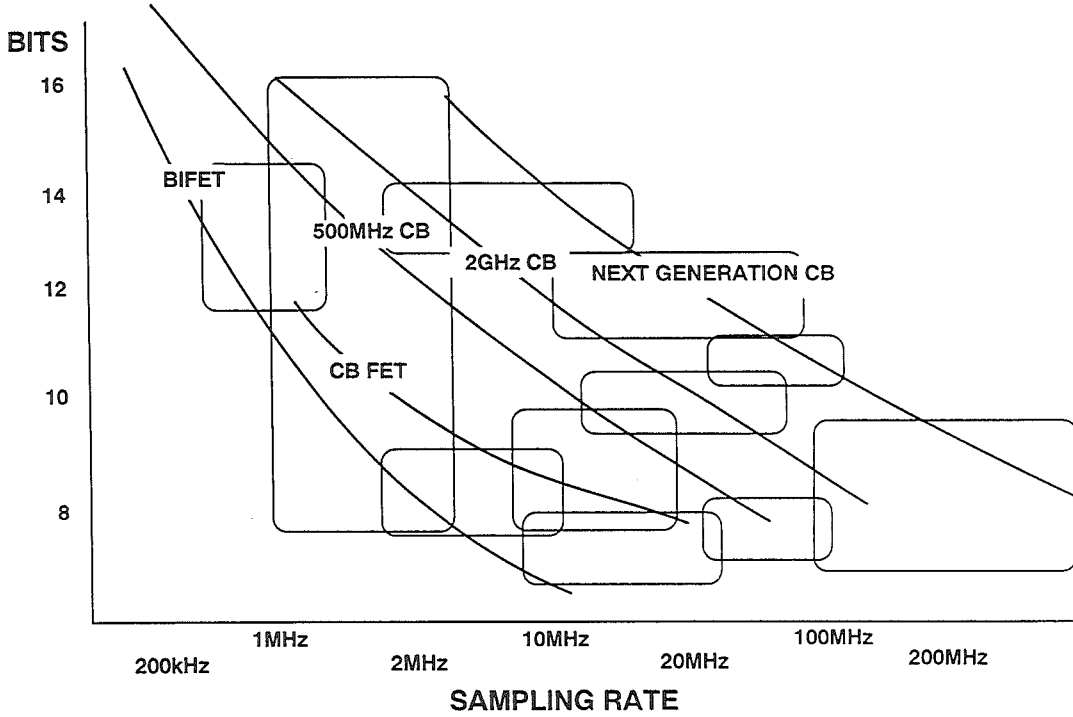 BITS
16
BIFET
14
500MHz CB
2GHz CB
NEXT GENERATION CB
12
CB FET
10
8
1MHz
10MHz
100MHz
200kHz
2MHz
20MHz
200MHz
SAMPLING RATE